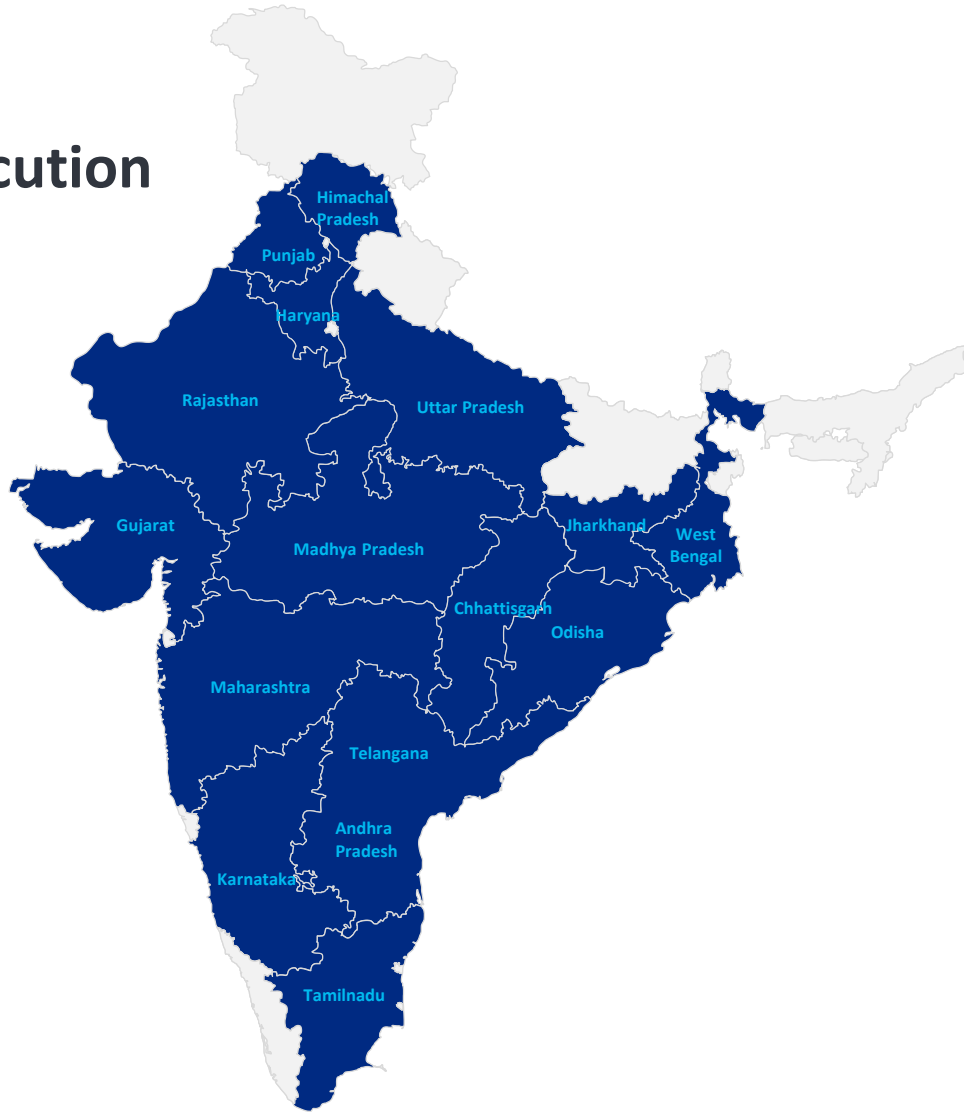 cution
Himachal
Pradesh
Punjab
Haryana
Rajasthan
Uttar Pradesh
Gujarat
Jharkhand
West
Bengal
Madhya Pradesh
Chhattisgarh
Odisha
Maharashtra
Telangana
Andhra
Pradesh
Karnataka
Tamilnadu